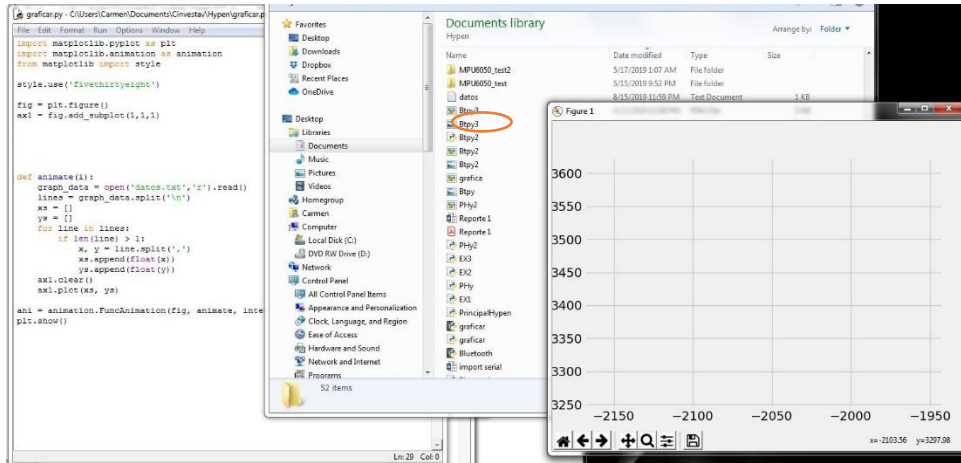 graficar.py - C:\Users\Carmen\Documents\Cinvestav\Hypen\graficar.p
File Edit Format Run Options Window Help
import matplotlib.pyplot as plt
import matplotlib.animation as animation
from matplotlib import style
style.use('fivethirtyeight')
fig = plt.figure()
ax1 = fig.add_subplot(1,1,1)
def animate(i):
graph_data = open('datos.txt','r').read()
lines = graph_data.split('\n')
xs = []
ys = []
for line in lines:
if len(line) > 1:
x, y = line.split(',')
xs.append(float(x))
ys.append(float(y))
ax1.clear()
ax1.plot(xs, ys)
ani = animation.FuncAnimation(fig, animate, inte
plt.show()
Ln: 29 Col: 0
Favorites
Desktop
Downloads
Dropbox
Recent Places
OneDrive
Desktop
Libraries
Documents
Music
Pictures
Videos
Homegroup
Carmen
Computer
Local Disk (C:)
DVD RW Drive (D:)
Network
Control Panel
All Control Panel Items
Appearance and Personalization
Clock, Language, and Region
Ease of Access
Hardware and Sound
Network and Internet
Programs
52 items
Documents library
Hypen
Arrange by: Folder
Name Date modified Type Size
MPU6050_test2 5/17/2019 1:07 AM File folder
MPU6050_test 5/15/2019 9:52 PM File folder
datos 8/15/2019 11:59 PM Text Document 1 KB
Btpy3
Btpy3
Btpy2
Btpy2
Btpy2
grafica
Btpy
PHy2
Reporte 1
Reporte 1
PHy2
EX3
EX2
PHy
EX1
PrincipalHypen
graficar
graficar
Bluetooth
import serial
Figure 1
3600
3550
3500
3450
3400
3350
3300
3250
−2150 −2100 −2050 −2000 −1950
x=-2103.56 y=3297.98